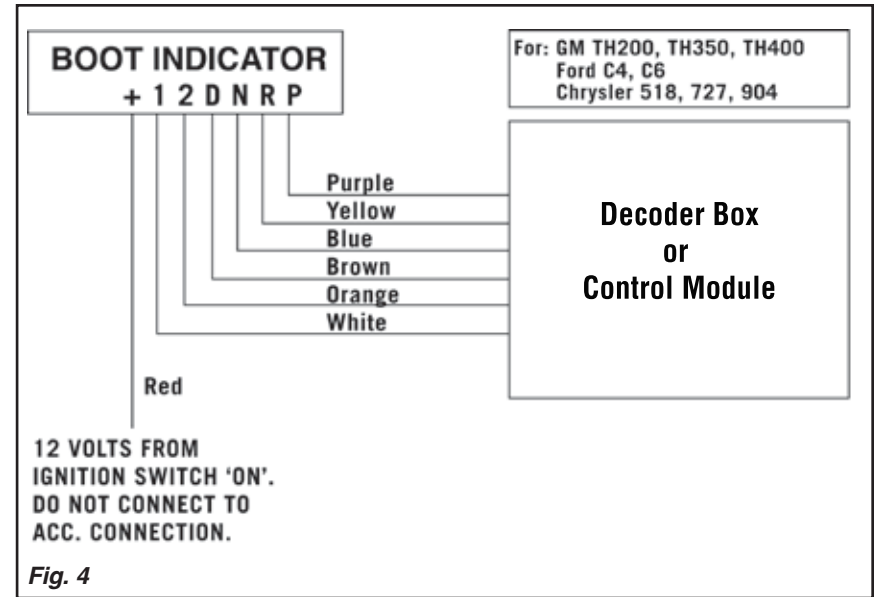 BOOT INDICATOR
+ 1 2 D N R P
For: GM TH200, TH350, TH400
Ford C4, C6
Chrysler 518, 727, 904
Purple
Yellow
Blue
Brown
Orange
White
Decoder Box
or
Control Module
Red
12 VOLTS FROM
IGNITION SWITCH ‘ON’.
DO NOT CONNECT TO
ACC. CONNECTION.
Fig. 4